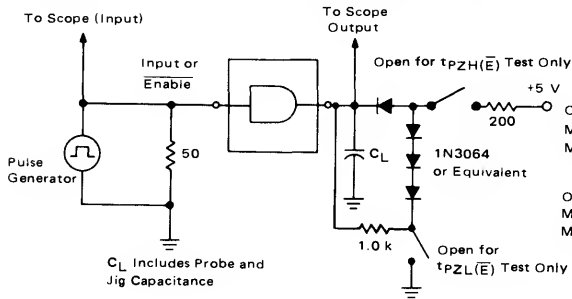 To Scope (Input)
To Scope
Output
Open for tPZH(E̅) Test Only
Input or
E̅n̅a̅b̅l̅e̅
+5 V
200
Pulse
Generator
50
CL
1N3064
or Equivalent
1.0 k
Open for
tPZL(E̅) Test Only
CL Includes Probe and
Jig Capacitance
O
M
M
O
M
M